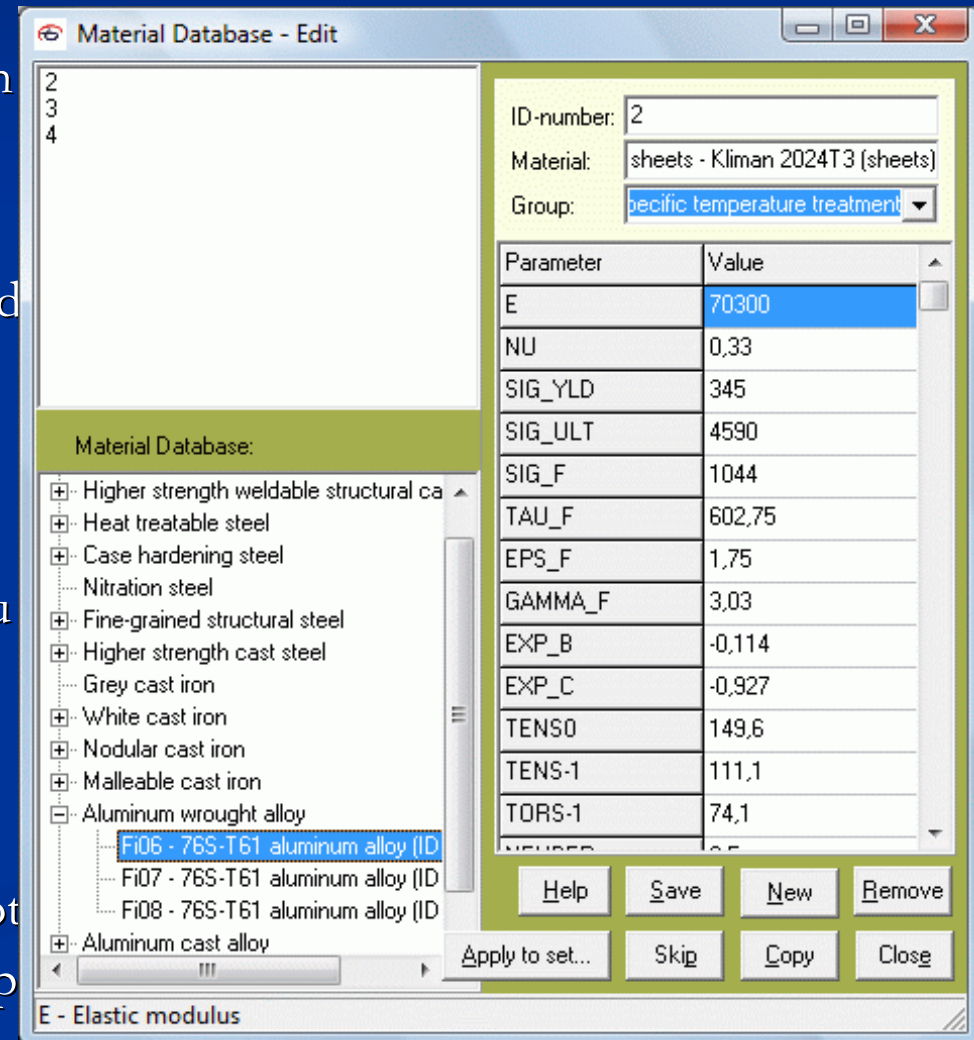 Material Database - Edit
2
3
4
ID-number: 2
Material: sheets - Kliman 2024T3 (sheets)
Group: pecific temperature treatment
Parameter Value
E 70300
NU 0,33
SIG_YLD 345
SIG_ULT 4590
SIG_F 1044
TAU_F 602,75
EPS_F 1,75
GAMMA_F 3,03
EXP_B -0,114
EXP_C -0,927
TENS0 149,6
TENS-1 111,1
TORS-1 74,1
Material Database:
Higher strength weldable structural ca
Heat treatable steel
Case hardening steel
Nitration steel
Fine-grained structural steel
Higher strength cast steel
Grey cast iron
White cast iron
Nodular cast iron
Malleable cast iron
Aluminum wrought alloy
Fi06 - 76S-T61 aluminum alloy (ID
Fi07 - 76S-T61 aluminum alloy (ID
Fi08 - 76S-T61 aluminum alloy (ID
Aluminum cast alloy
Help Save New Remove
Apply to set... Skip Copy Close
E - Elastic modulus